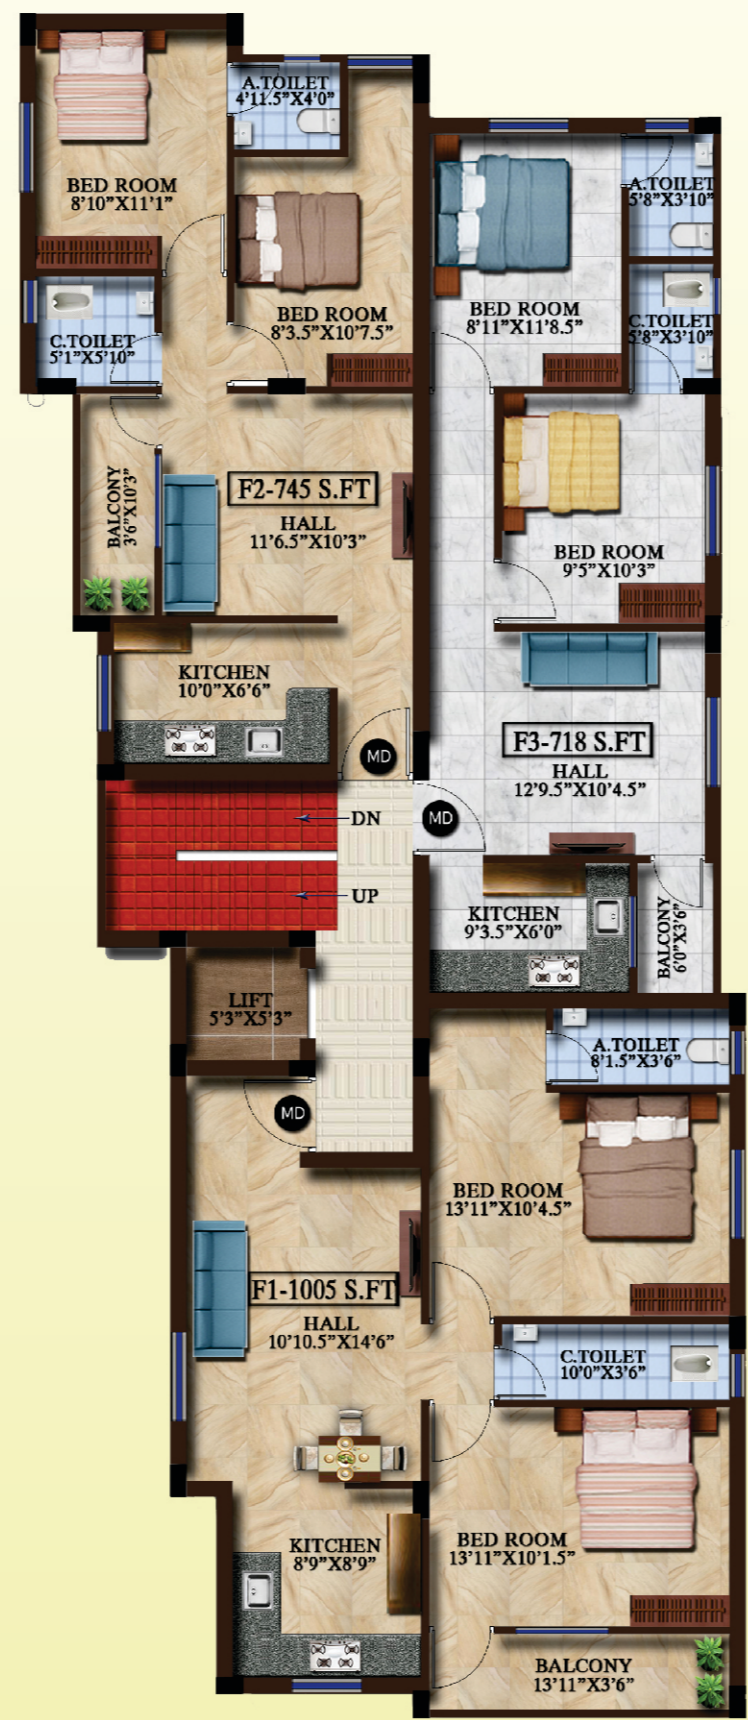 A.TOILET
4'11.5”X4'0”
BED ROOM
8'10”X11'1”
BED ROOM
8'3.5”X10'7.5”
C.TOILET
5'1”X5'10”
BALCONY
3'6”X10'3”
F2-745 S.FT
HALL
11'6.5”X10'3”
KITCHEN
10'0”X6'6”
MD
A.TOILET
5'8”X3'10”
BED ROOM
8'11”X11'8.5”
C.TOILET
5'8”X3'10”
BED ROOM
9'5”X10'3”
F3-718 S.FT
HALL
12'9.5”X10'4.5”
MD
KITCHEN
9'3.5”X6'0”
BALCONY
6'0”X3'6”
DN
UP
LIFT
5'3”X5'3”
MD
A.TOILET
8'1.5”X3'6”
BED ROOM
13'11”X10'4.5”
F1-1005 S.FT
HALL
10'10.5”X14'6”
C.TOILET
10'0”X3'6”
KITCHEN
8'9”X8'9”
BED ROOM
13'11”X10'1.5”
BALCONY
13'11”X3'6”